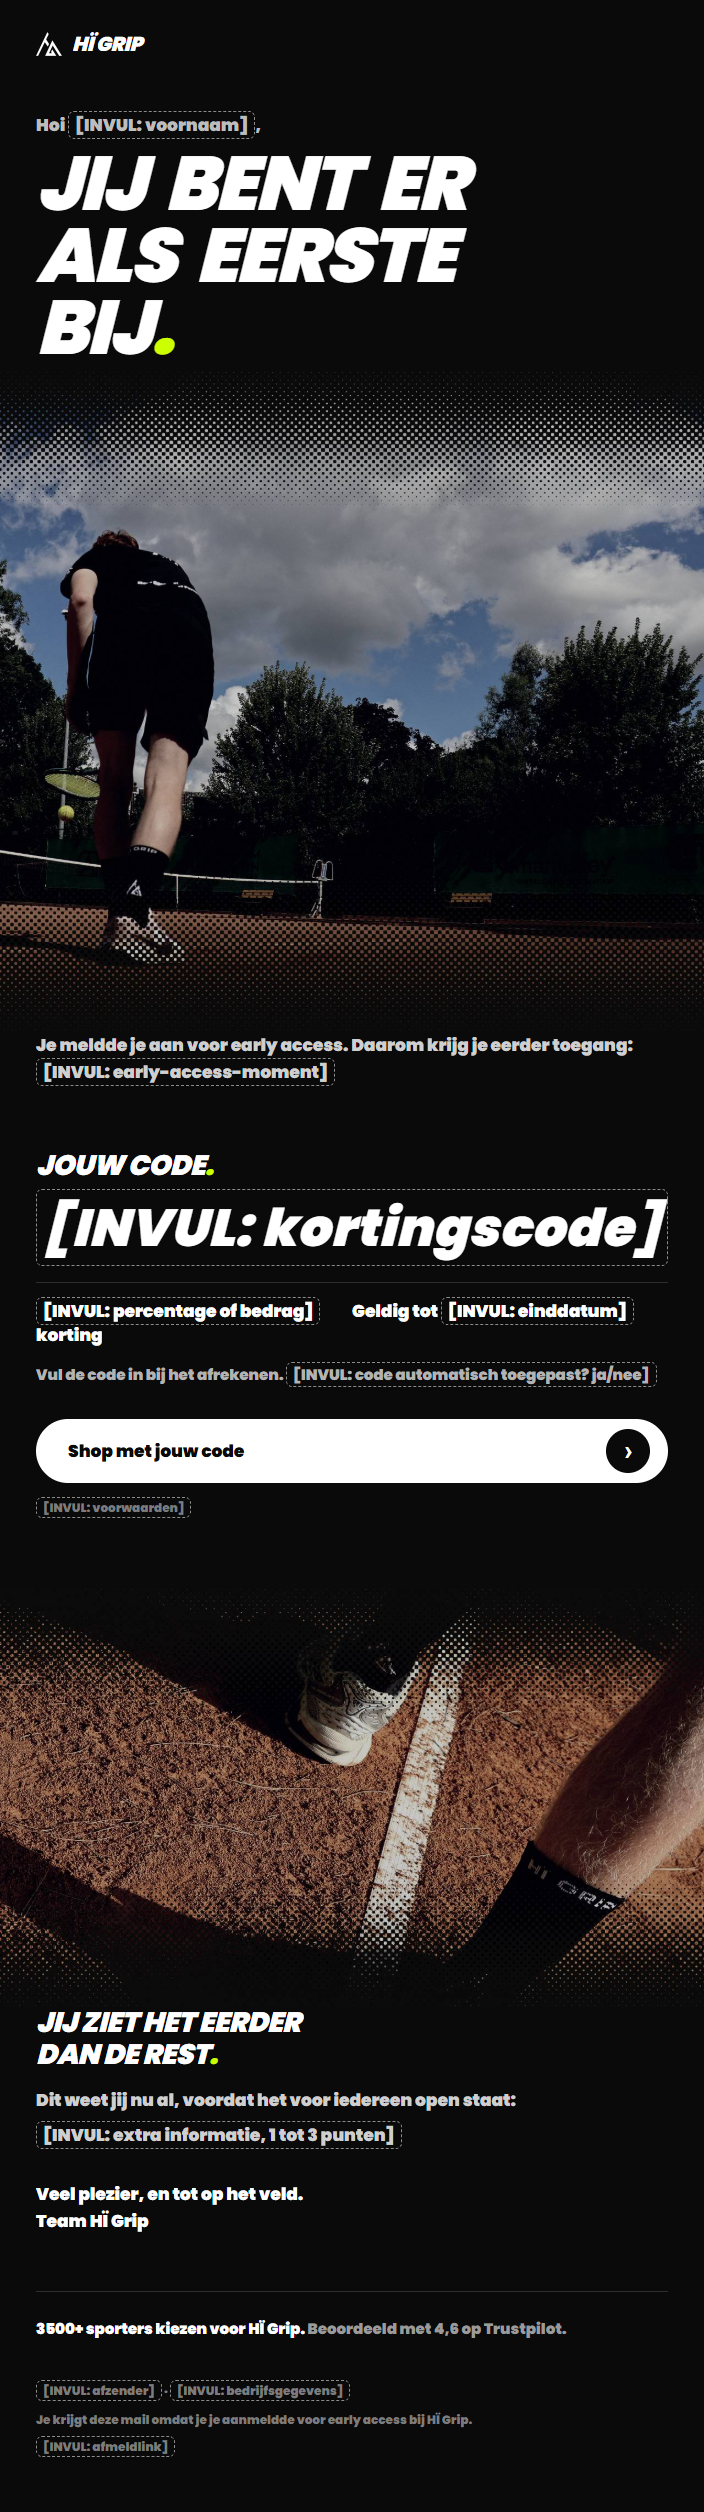 HÏ GRIP
Hoi [INVUL: voornaam] ,
JIJ BENT ER
ALS EERSTE
BIJ.
GRIP
Je meldde je aan voor early access. Daarom krijg je eerder toegang:
[INVUL: early-access-moment]
JOUW CODE.
[INVUL: kortingscode]
[INVUL: percentage of bedrag] Geldig tot [INVUL: einddatum]
korting
Vul de code in bij het afrekenen. [INVUL: code automatisch toegepast? ja/nee]
Shop met jouw code ›
[INVUL: voorwaarden]
HÏ GRIP
JIJ ZIET HET EERDER
DAN DE REST.
Dit weet jij nu al, voordat het voor iedereen open staat:
[INVUL: extra informatie, 1 tot 3 punten]
Veel plezier, en tot op het veld.
Team HÏ Grip
3500+ sporters kiezen voor HÏ Grip. Beoordeeld met 4,6 op Trustpilot.
[INVUL: afzender] · [INVUL: bedrijfsgegevens]
Je krijgt deze mail omdat je je aanmeldde voor early access bij HÏ Grip.
[INVUL: afmeldlink]